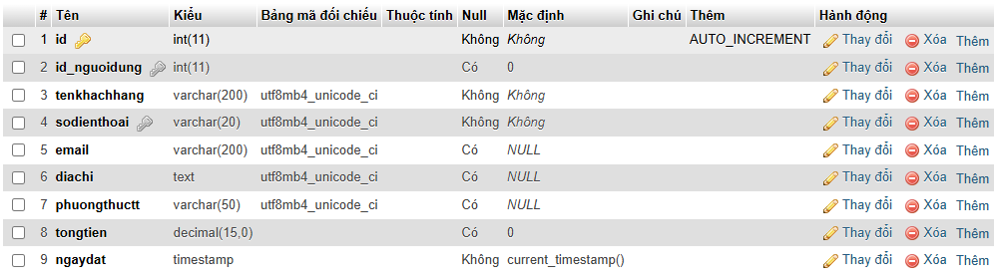 # Tên Kiểu Bảng mã đối chiếu Thuộc tính Null Mặc định Ghi chú Thêm Hành động
1 id int(11) Không Không AUTO_INCREMENT Thay đổi Xóa Thêm
2 id_nguoidung int(11) Có 0 Thay đổi Xóa Thêm
3 tenkhachhang varchar(200) utf8mb4_unicode_ci Không Không Thay đổi Xóa Thêm
4 sodienthoai varchar(20) utf8mb4_unicode_ci Không Không Thay đổi Xóa Thêm
5 email varchar(200) utf8mb4_unicode_ci Có NULL Thay đổi Xóa Thêm
6 diachi text utf8mb4_unicode_ci Có NULL Thay đổi Xóa Thêm
7 phuongthuctt varchar(50) utf8mb4_unicode_ci Có NULL Thay đổi Xóa Thêm
8 tongtien decimal(15,0) Có 0 Thay đổi Xóa Thêm
9 ngaydat timestamp Không current_timestamp() Thay đổi Xóa Thêm